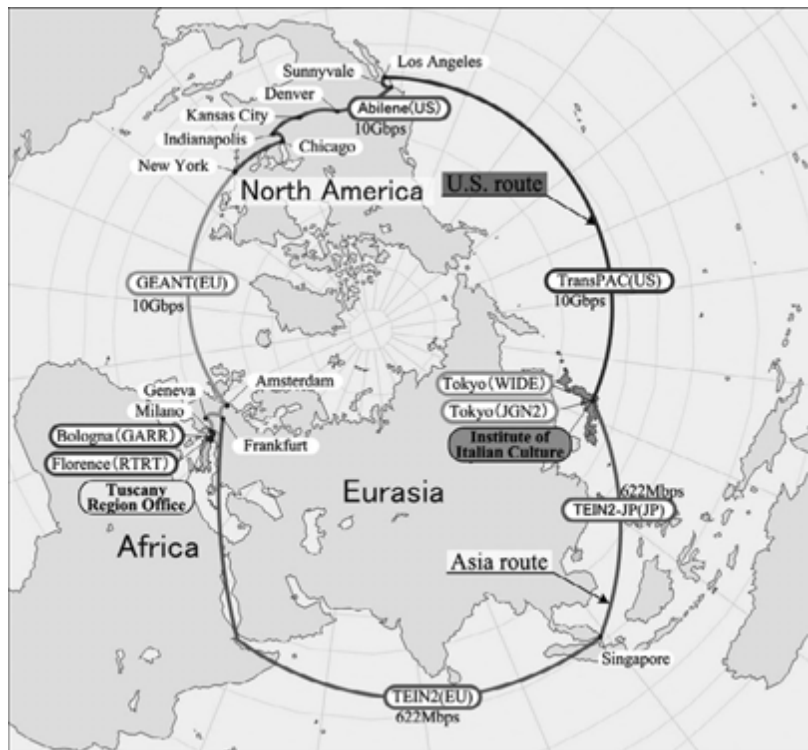 Los Angeles
Sunnyvale
Denver
Abilene(US)
10Gbps
Kansas City
Indianapolis
Chicago
New York
North America
U.S. route
GEANT(EU)
10Gbps
TransPAC(US)
10Gbps
Geneva
Amsterdam
Milano
Tokyo(WIDE)
Tokyo(JGN2)
Bologna(GARR)
Frankfurt
Institute of
Italian Culture
Florence(RTRT)
Tuscany
Region Office
Eurasia
622Mbps
TEIN2-JP(JP)
Africa
Asia route
Singapore
TEIN2(EU)
622Mbps